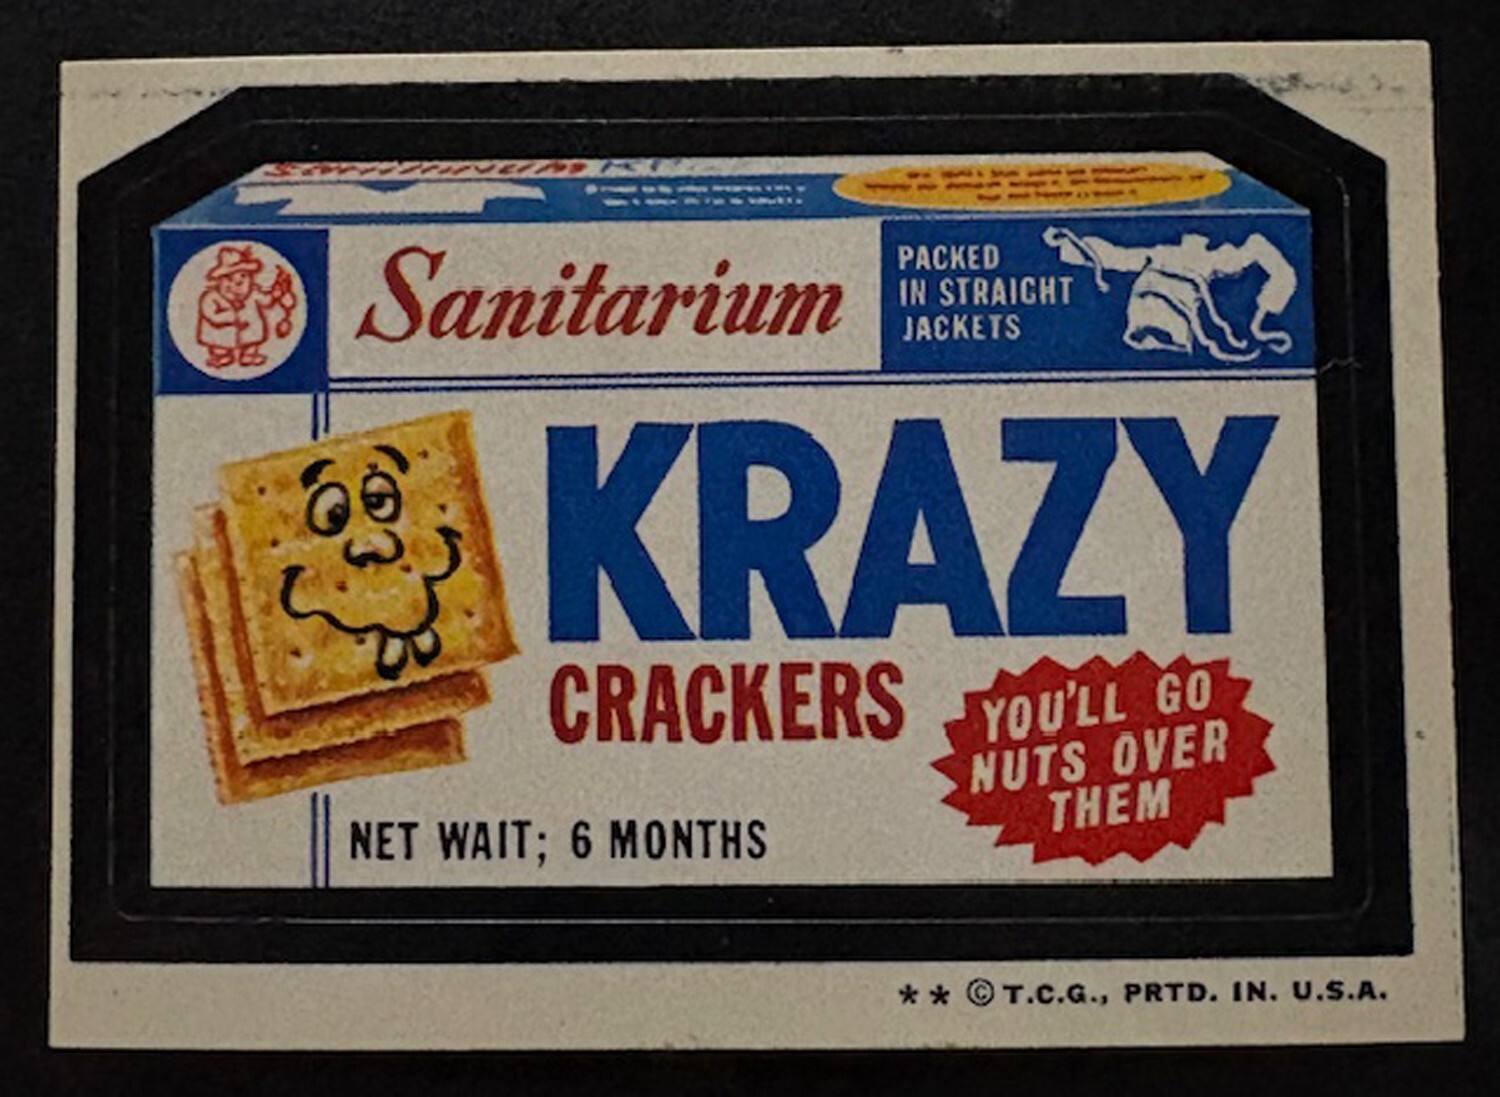 Sanitarium
PACKED
IN STRAIGHT
JACKETS
KRAZY
CRACKERS
YOU'LL GO
NUTS OVER
THEM
NET WAIT; 6 MONTHS
** © T.C.G., PRTD. IN. U.S.A.